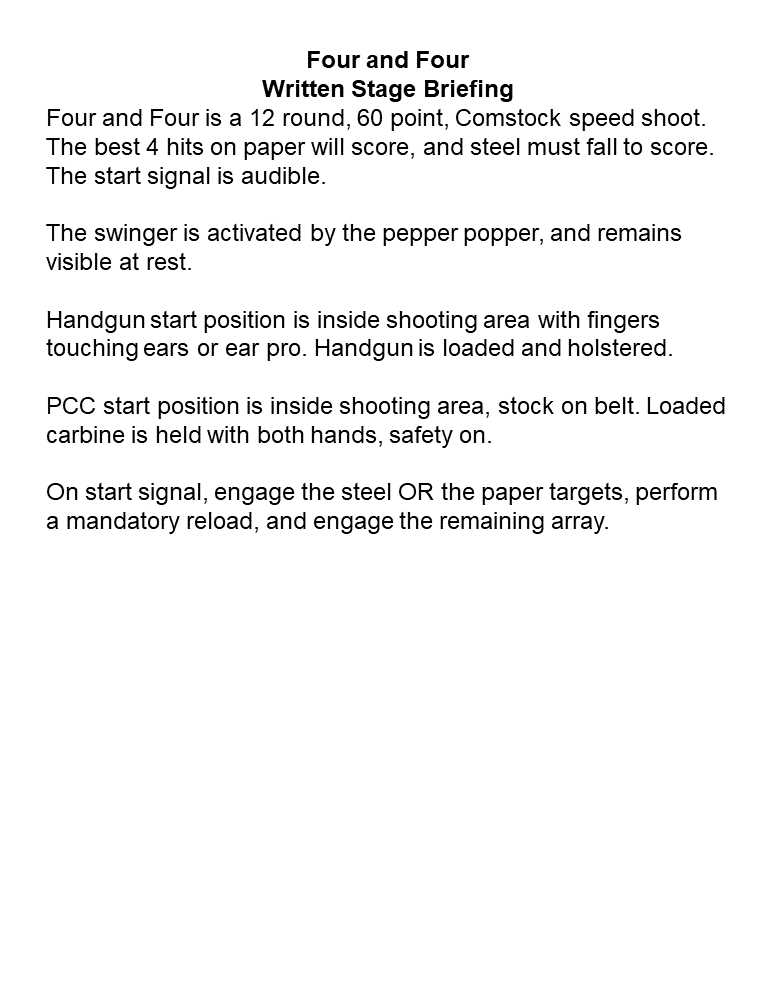 Four and Four
Written Stage Briefing
Four and Four is a 12 round, 60 point, Comstock speed shoot.
The best 4 hits on paper will score, and steel must fall to score.
The start signal is audible.
The swinger is activated by the pepper popper, and remains
visible at rest.
Handgun start position is inside shooting area with fingers
touching ears or ear pro. Handgun is loaded and holstered.
PCC start position is inside shooting area, stock on belt. Loaded
carbine is held with both hands, safety on.
On start signal, engage the steel OR the paper targets, perform
a mandatory reload, and engage the remaining array.